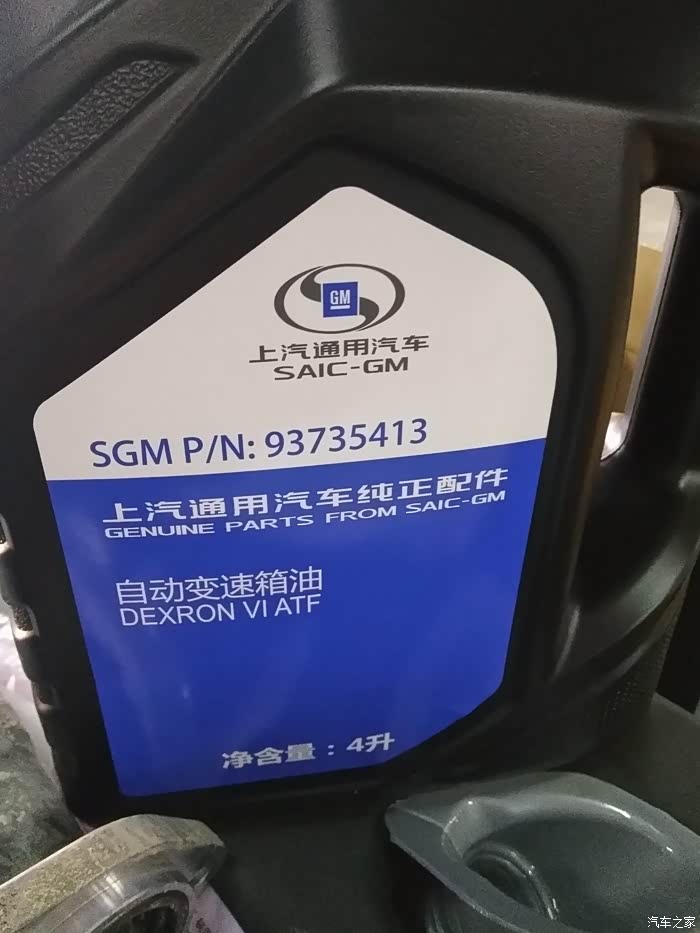 GM
上汽通用汽车
SAIC-GM
SGM P/N: 93735413
上汽通用汽车纯正配件
GENUINE PARTS FROM SAIC-GM
自动变速箱油
DEXRON VI ATF
净含量：4升
汽车之家